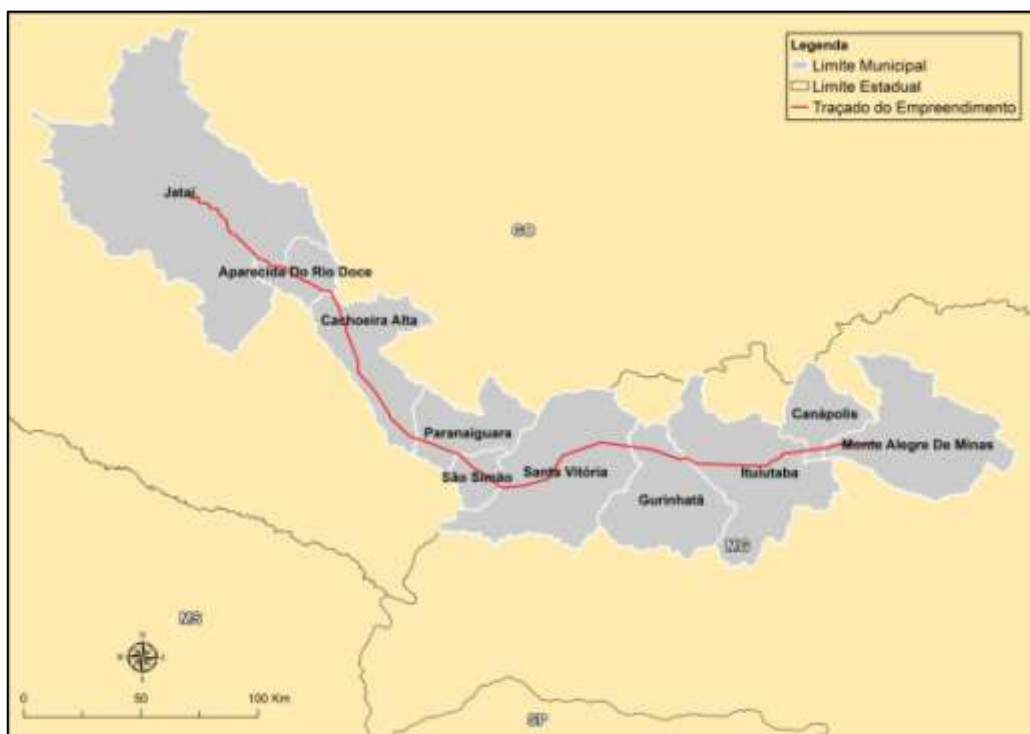 Legenda
Limite Municipal
Limite Estadual
Traçado do Empreendimento
Jataí
GO
Aparecida Do Rio Doce
Cachoeira Alta
Canápolis
Paranaiguara
Monte Alegre De Minas
São Simão
Santa Vitória
Ituiutaba
Gurinhatã
MG
MS
0 50 100 Km
SP